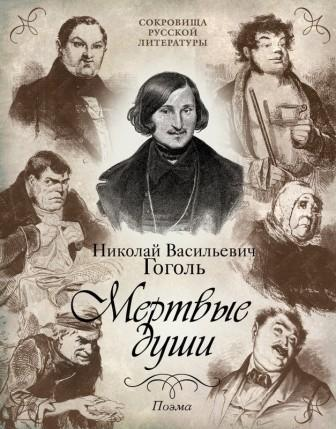 СОКРОВИЩА
РУССКОЙ
ЛИТЕРАТУРЫ
Николай Васильевич
Гоголь
Мертвые
души
Поэма